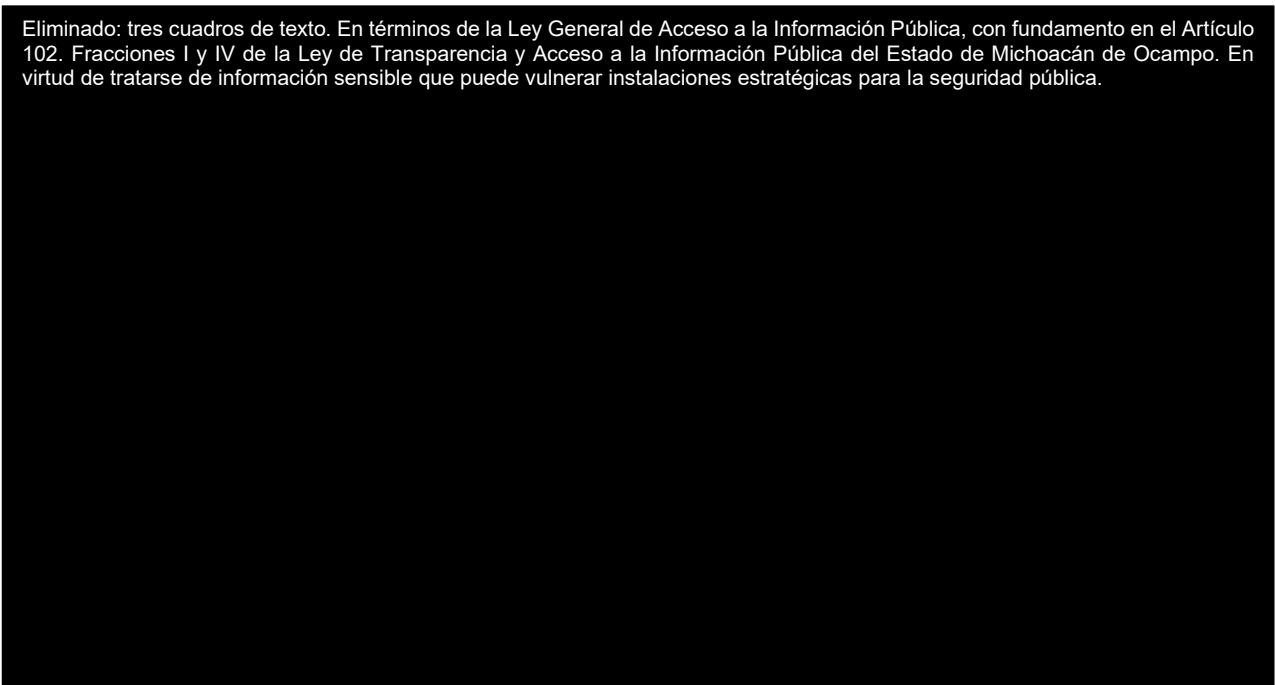 Eliminado: tres cuadros de texto. En términos de la Ley General de Acceso a la Información Pública, con fundamento en el Artículo
102. Fracciones I y IV de la Ley de Transparencia y Acceso a la Información Pública del Estado de Michoacán de Ocampo. En
virtud de tratarse de información sensible que puede vulnerar instalaciones estratégicas para la seguridad pública.